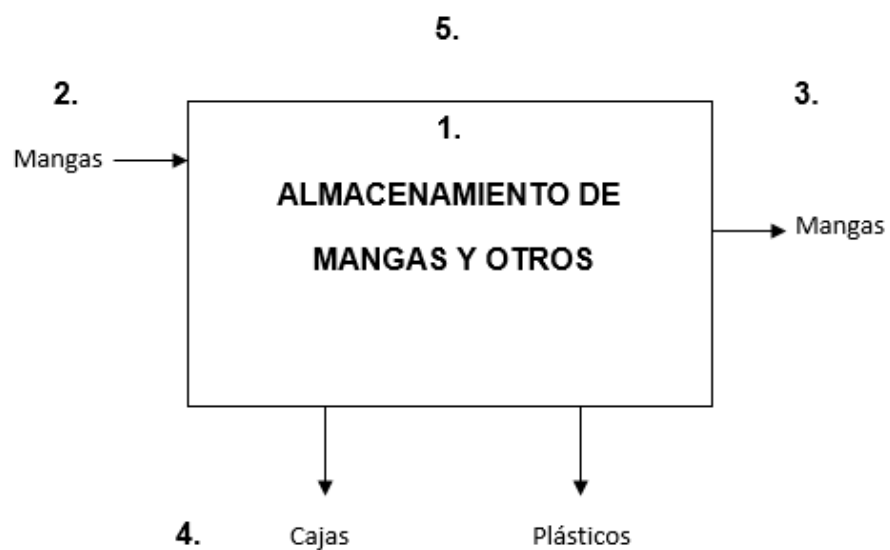 5.
2.
3.
1.
Mangas
ALMACENAMIENTO DE
MANGAS Y OTROS
Mangas
4.
Cajas
Plásticos